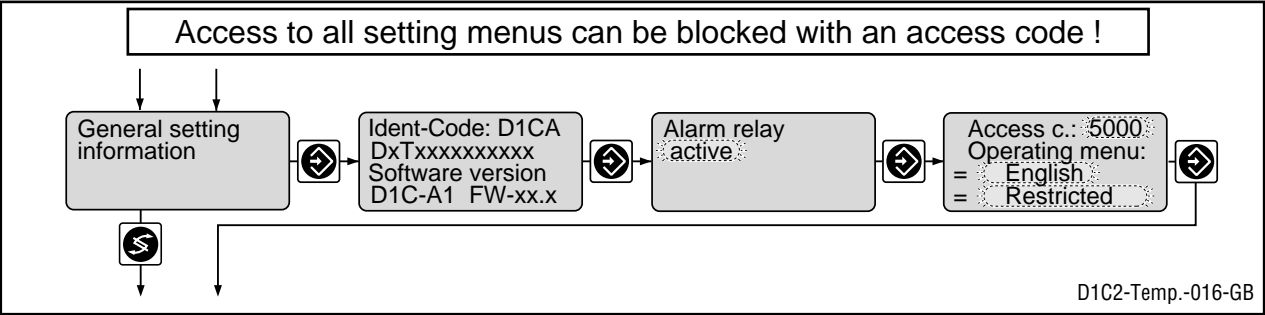 Access to all setting menus can be blocked with an access code !
General setting
information
Ident-Code: D1CA
DxTxxxxxxxxxx
Software version
D1C-A1 FW-xx.x
Alarm relay
active
Access c.: 5000
Operating menu:
= English
= Restricted
D1C2-Temp.-016-GB